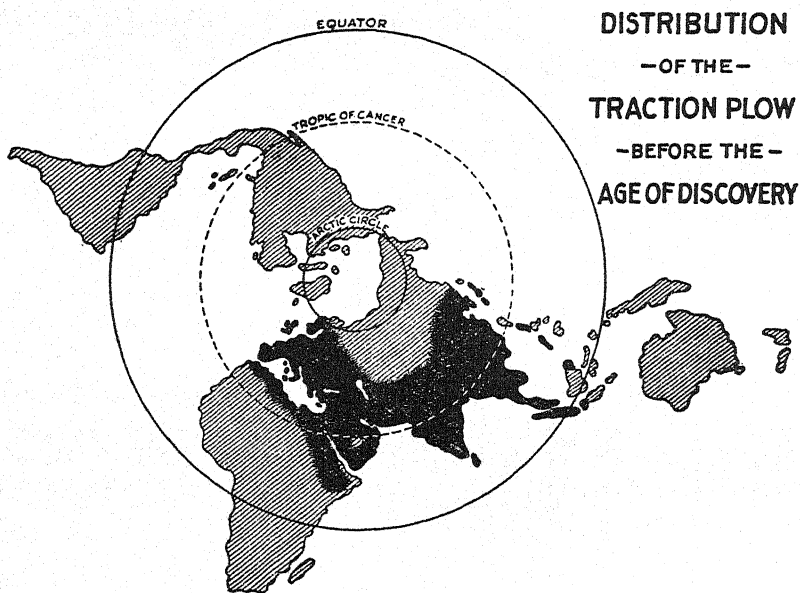 DISTRIBUTION
—OF THE—
TRACTION PLOW
—BEFORE THE—
AGE OF DISCOVERY
EQUATOR
TROPIC OF CANCER
ARCTIC CIRCLE